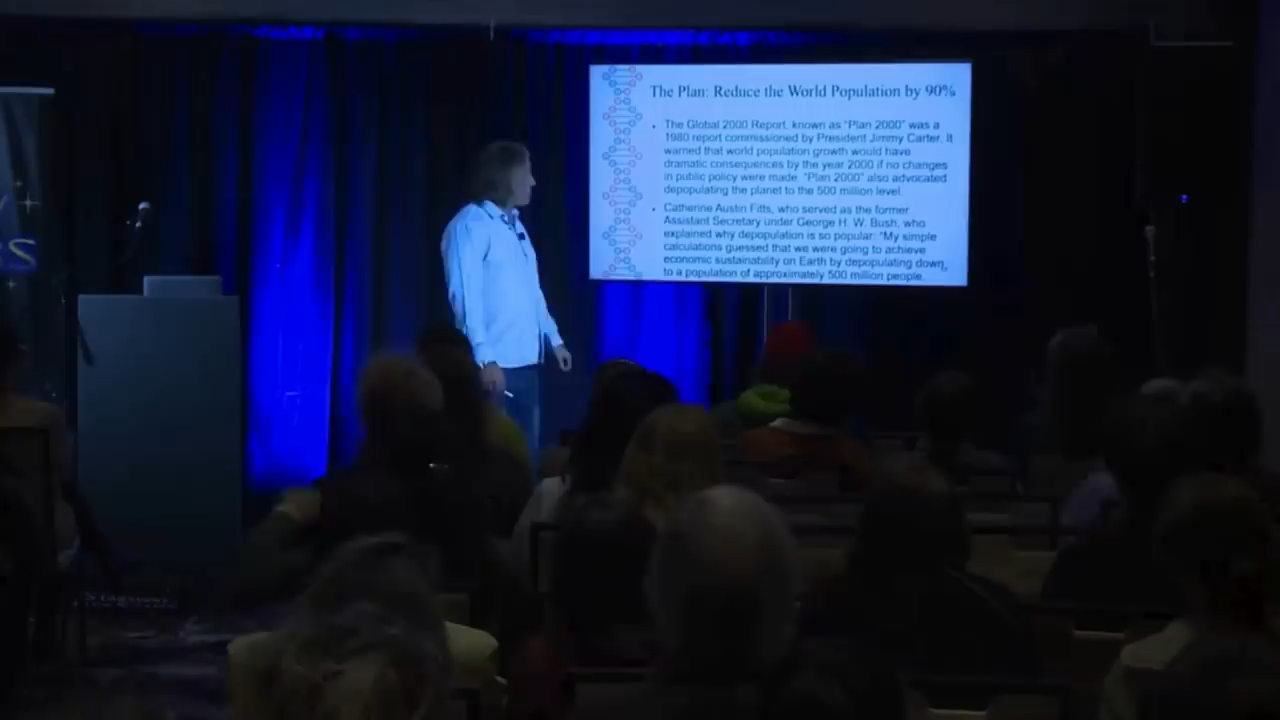 The Plan: Reduce the World Population by 90%
• The Global 2000 Report, known as “Plan 2000” was a
1980 report commissioned by President Jimmy Carter. It
warned that world population growth would have
dramatic consequences by the year 2000 if no changes
in public policy were made. “Plan 2000” also advocated
depopulating the planet to the 500 million level.
• Catherine Austin Fitts, who served as the former
Assistant Secretary under George H. W. Bush, who
explained why depopulation is so popular: “My simple
calculations guessed that we were going to achieve
economic sustainability on Earth by depopulating down,
to a population of approximately 500 million people.